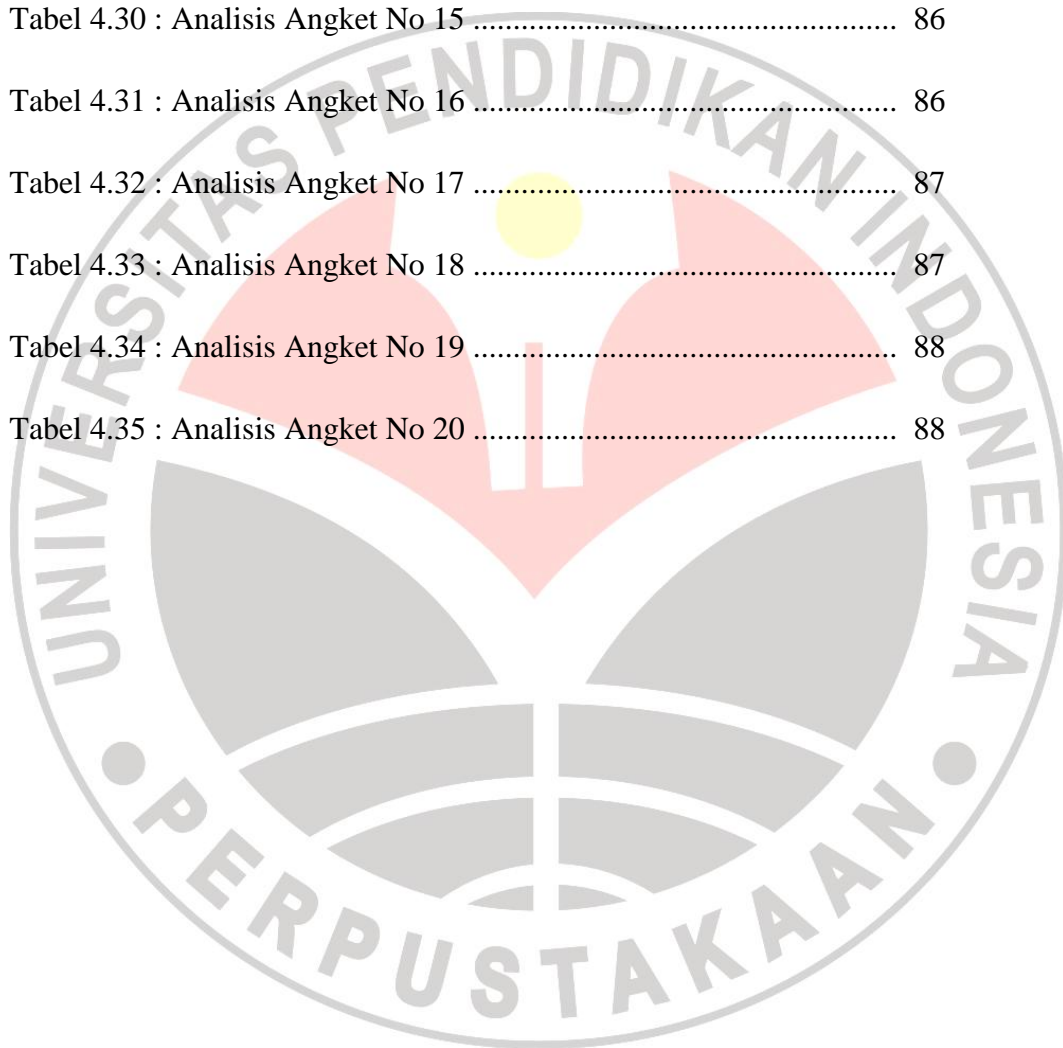 Tabel 4.30 : Analisis Angket No 15 .................................................... 86
Tabel 4.31 : Analisis Angket No 16 .................................................... 86
Tabel 4.32 : Analisis Angket No 17 .................................................... 87
Tabel 4.33 : Analisis Angket No 18 .................................................... 87
Tabel 4.34 : Analisis Angket No 19 .................................................... 88
Tabel 4.35 : Analisis Angket No 20 .................................................... 88
UNIVERSITAS PENDIDIKAN INDONESIA
PERPUSTAKAAN